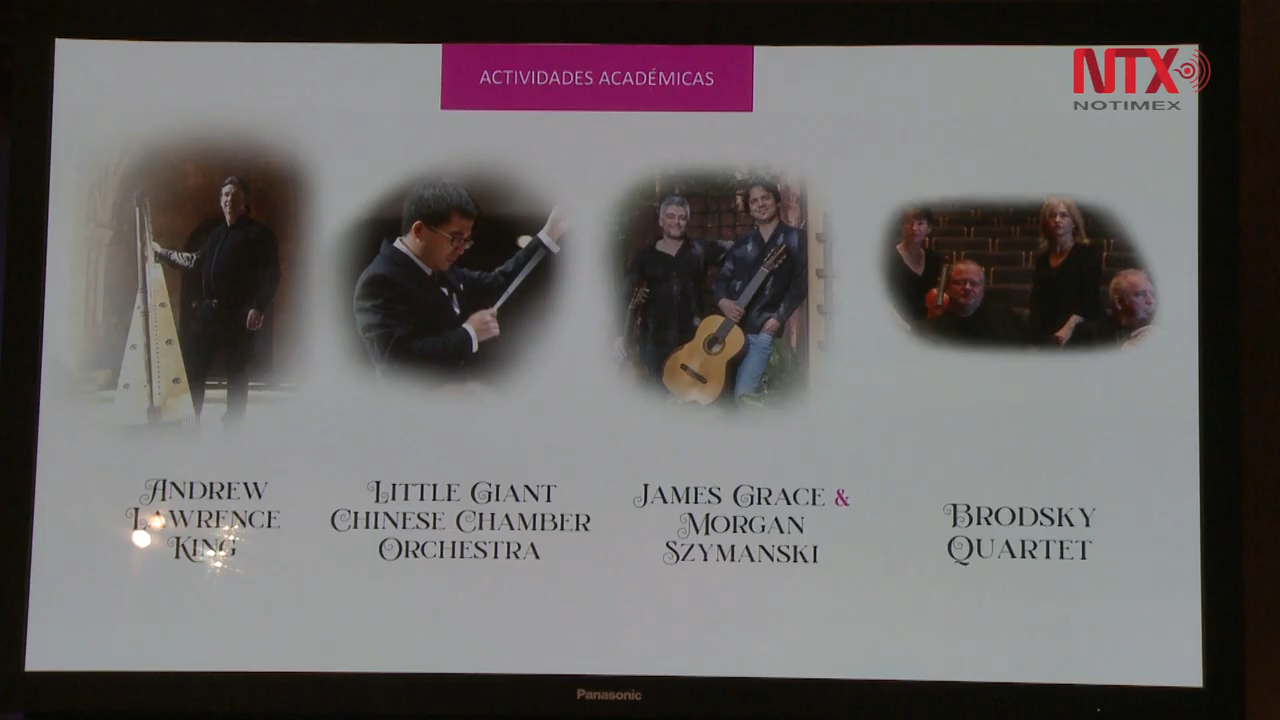 ACTIVIDADES ACADÉMICAS
NTX
NOTIMEX
ANDREW
LAWRENCE
KING
LITTLE GIANT
CHINESE CHAMBER
ORCHESTRA
JAMES GRACE &
MORGAN
SZYMANSKI
BRODSKY
QUARTET
Panasonic